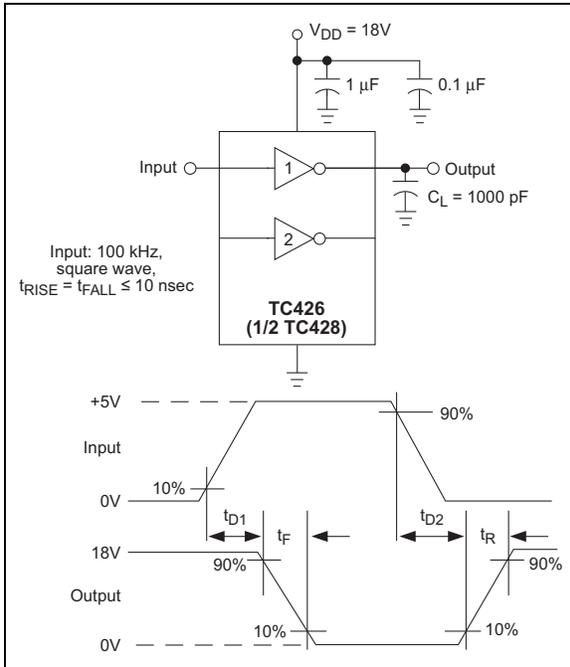 V_DD = 18V
1 μF
0.1 μF
Input
1
Output
C_L = 1000 pF
2
Input: 100 kHz,
square wave,
t_RISE = t_FALL ≤ 10 nsec
TC426
(1/2 TC428)
+5V
90%
Input
10%
0V
t_D1
t_F
t_D2
t_R
18V
90%
90%
Output
10%
10%
0V